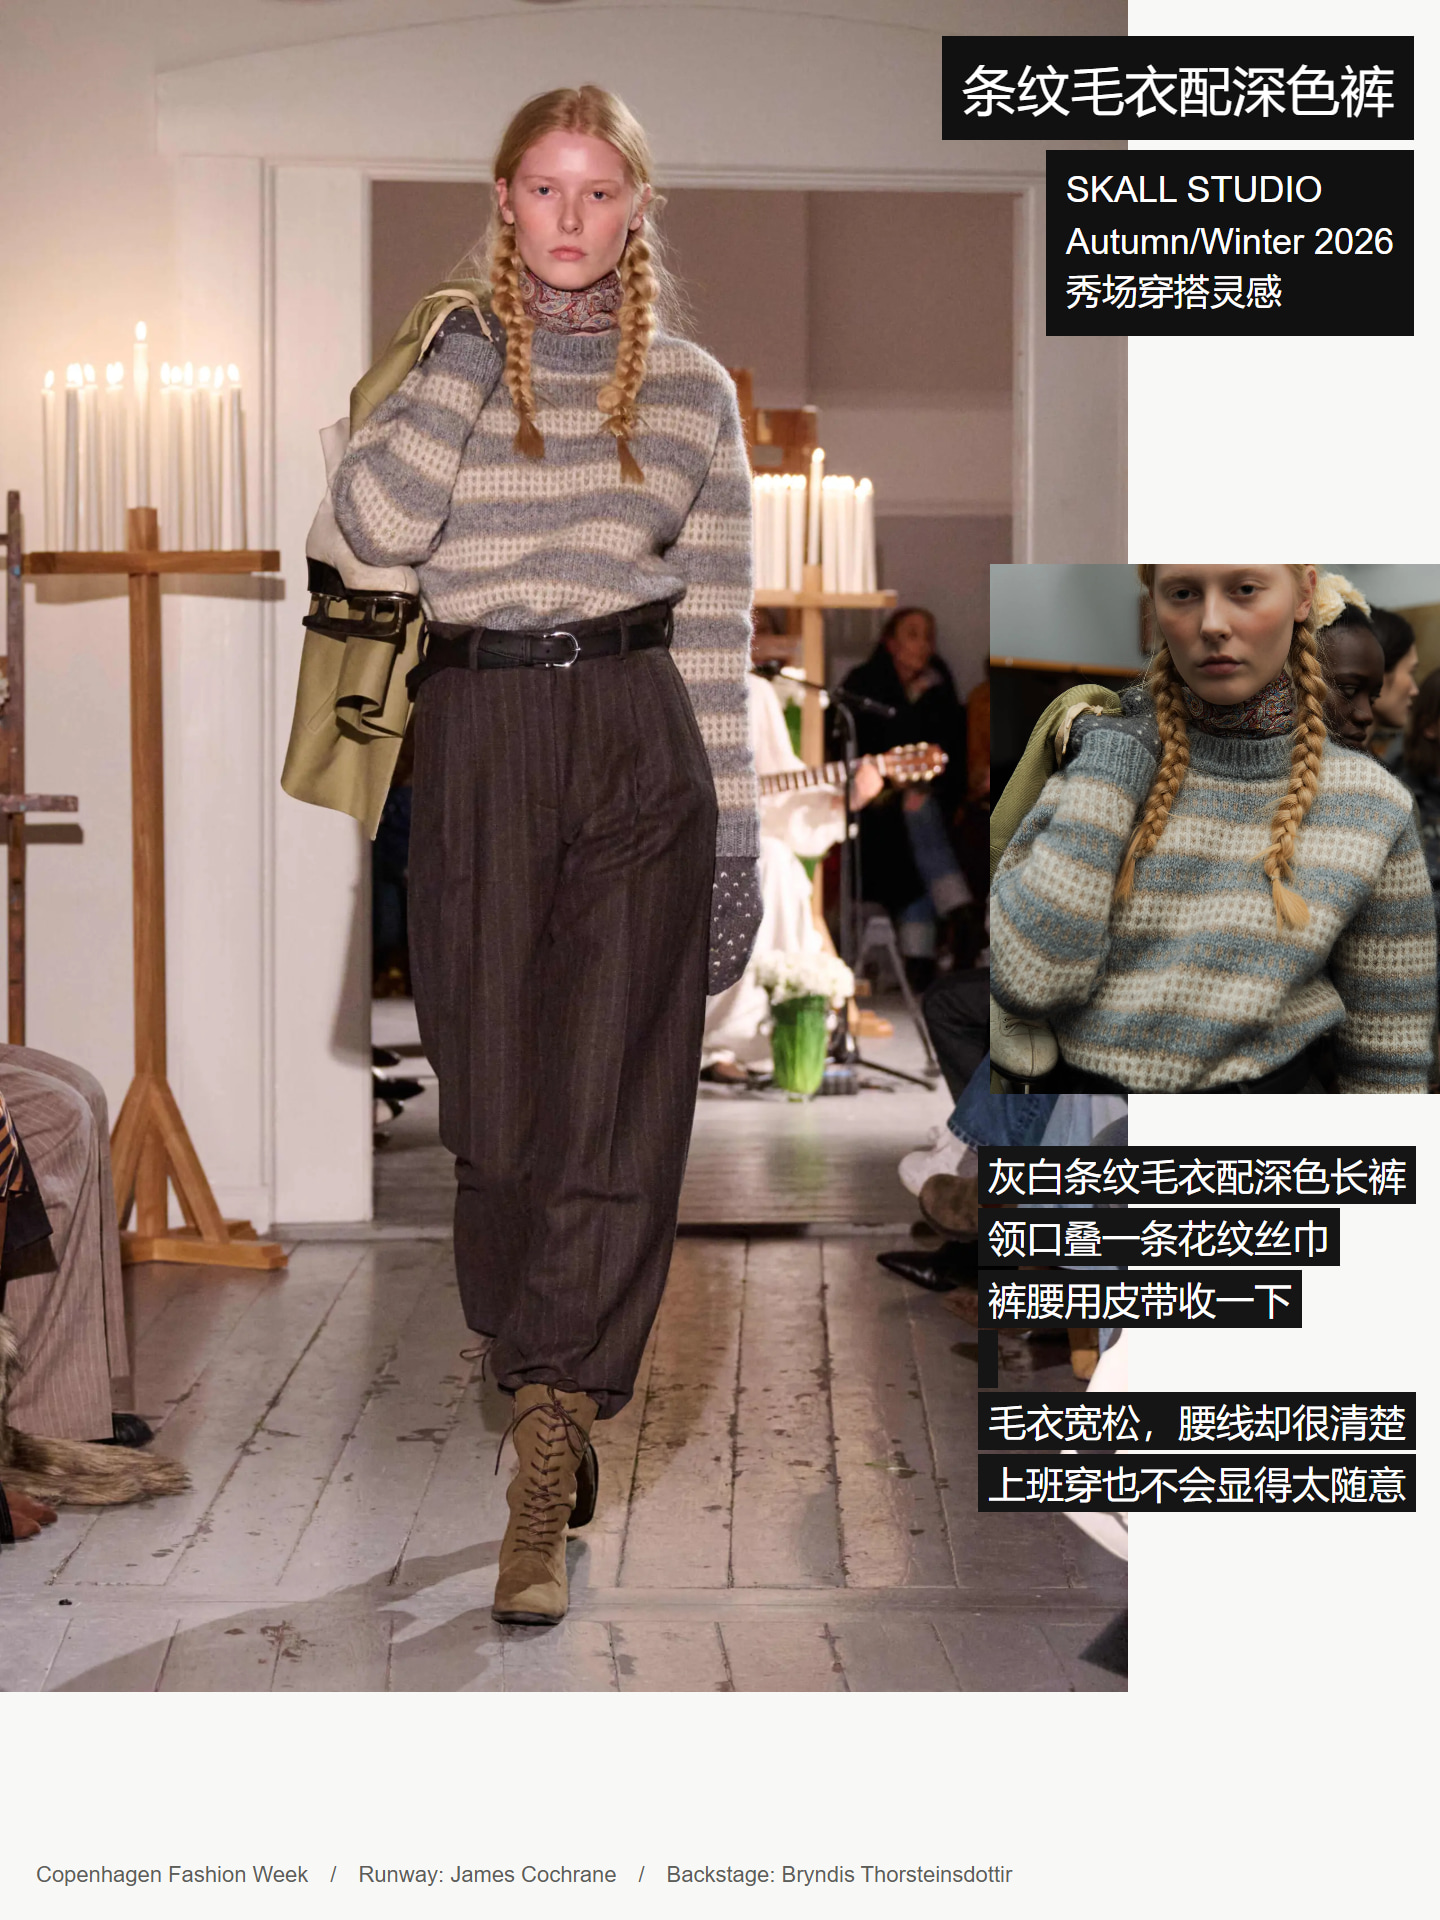 条纹毛衣配深色裤
SKALL STUDIO
Autumn/Winter 2026
秀场穿搭灵感
灰白条纹毛衣配深色长裤
领口叠一条花纹丝巾
裤腰用皮带收一下
毛衣宽松，腰线却很清楚
上班穿也不会显得太随意
Copenhagen Fashion Week / Runway: James Cochrane / Backstage: Bryndis Thorsteinsdottir